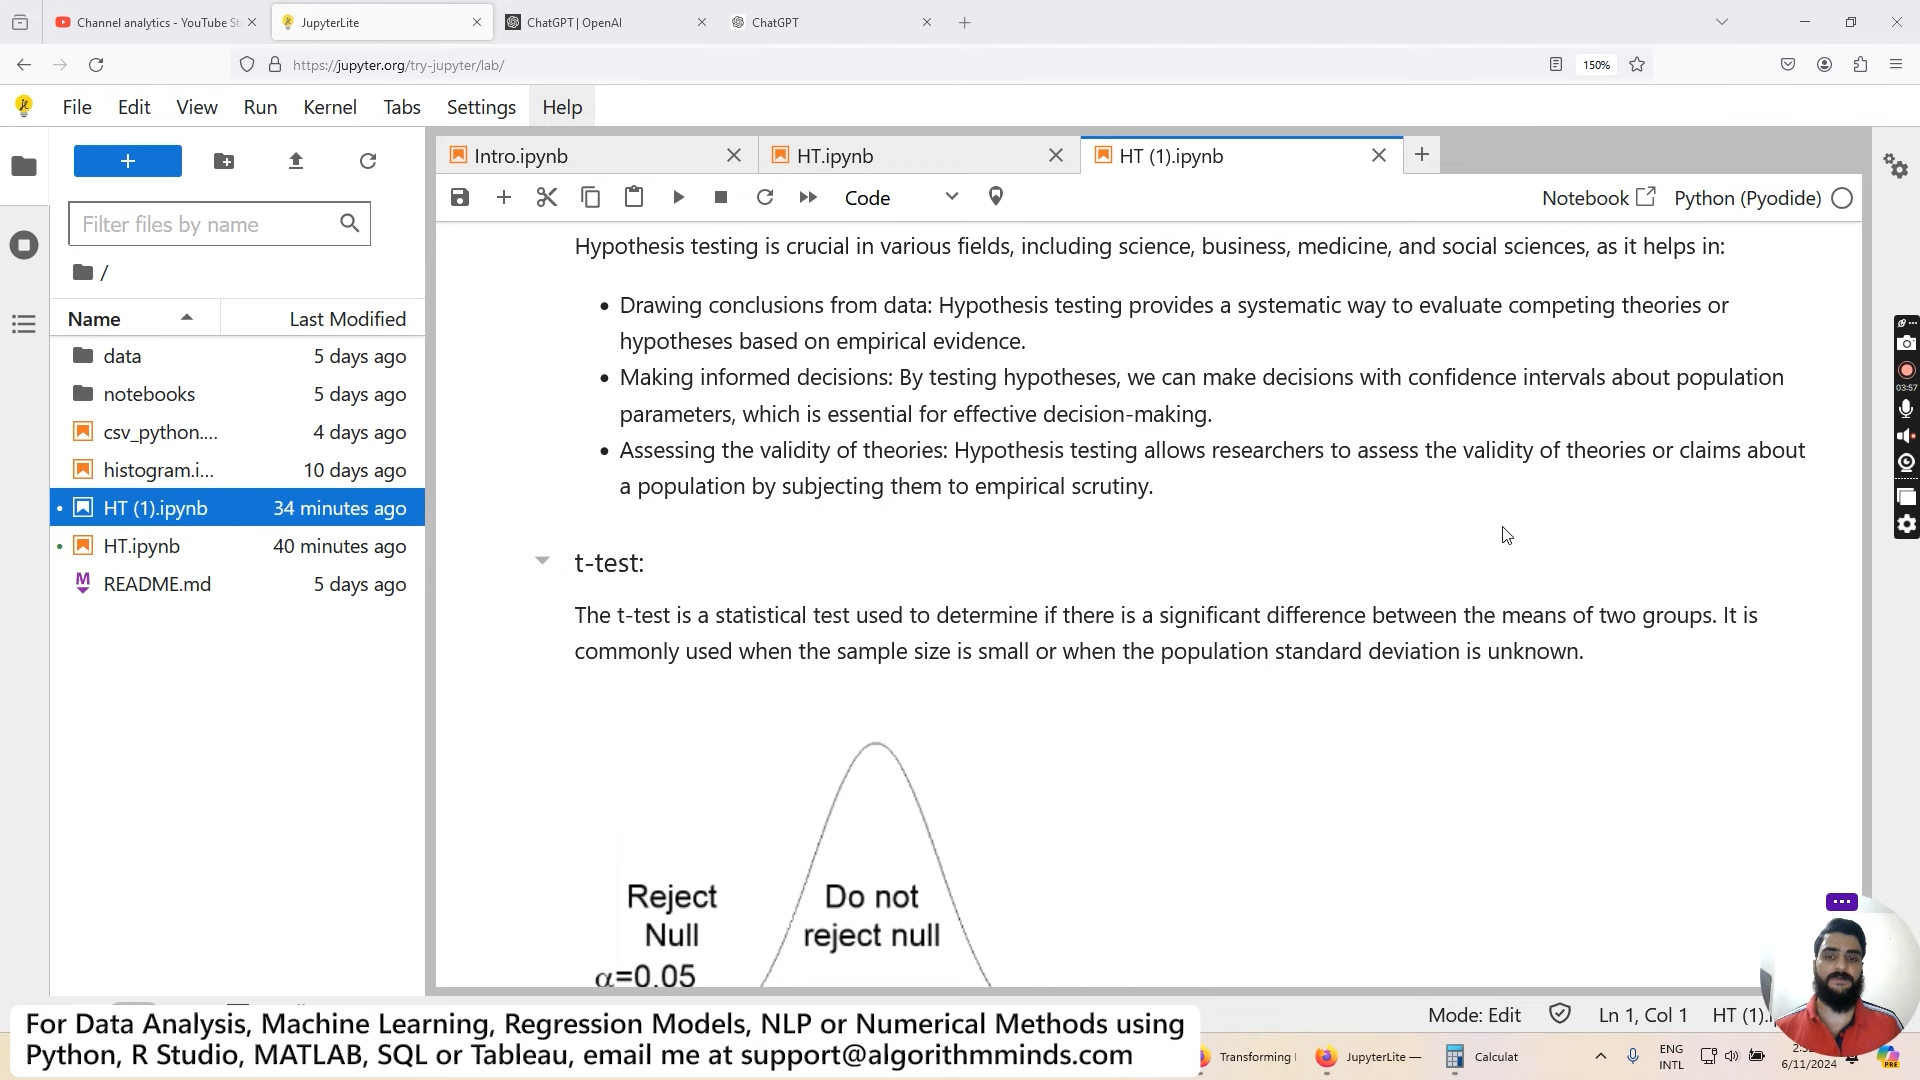 Channel analytics - YouTube St
JupyterLite
ChatGPT | OpenAI
ChatGPT
https://jupyter.org/try-jupyter/lab/
150%
File Edit View Run Kernel Tabs Settings Help
Intro.ipynb
HT.ipynb
HT (1).ipynb
Code
Notebook
Python (Pyodide)
Filter files by name
/
Name Last Modified
data 5 days ago
notebooks 5 days ago
csv_python.... 4 days ago
histogram.i... 10 days ago
HT (1).ipynb 34 minutes ago
HT.ipynb 40 minutes ago
README.md 5 days ago
Hypothesis testing is crucial in various fields, including science, business, medicine, and social sciences, as it helps in:
• Drawing conclusions from data: Hypothesis testing provides a systematic way to evaluate competing theories or
hypotheses based on empirical evidence.
• Making informed decisions: By testing hypotheses, we can make decisions with confidence intervals about population
parameters, which is essential for effective decision-making.
• Assessing the validity of theories: Hypothesis testing allows researchers to assess the validity of theories or claims about
a population by subjecting them to empirical scrutiny.
t-test:
The t-test is a statistical test used to determine if there is a significant difference between the means of two groups. It is
commonly used when the sample size is small or when the population standard deviation is unknown.
Reject
Null
α=0.05
Do not
reject null
03:57
Mode: Edit
Ln 1, Col 1
HT (1).i
For Data Analysis, Machine Learning, Regression Models, NLP or Numerical Methods using
Python, R Studio, MATLAB, SQL or Tableau, email me at support@algorithmminds.com
Transforming
JupyterLite —
Calculat
ENG
INTL
6/11/2024
PRE